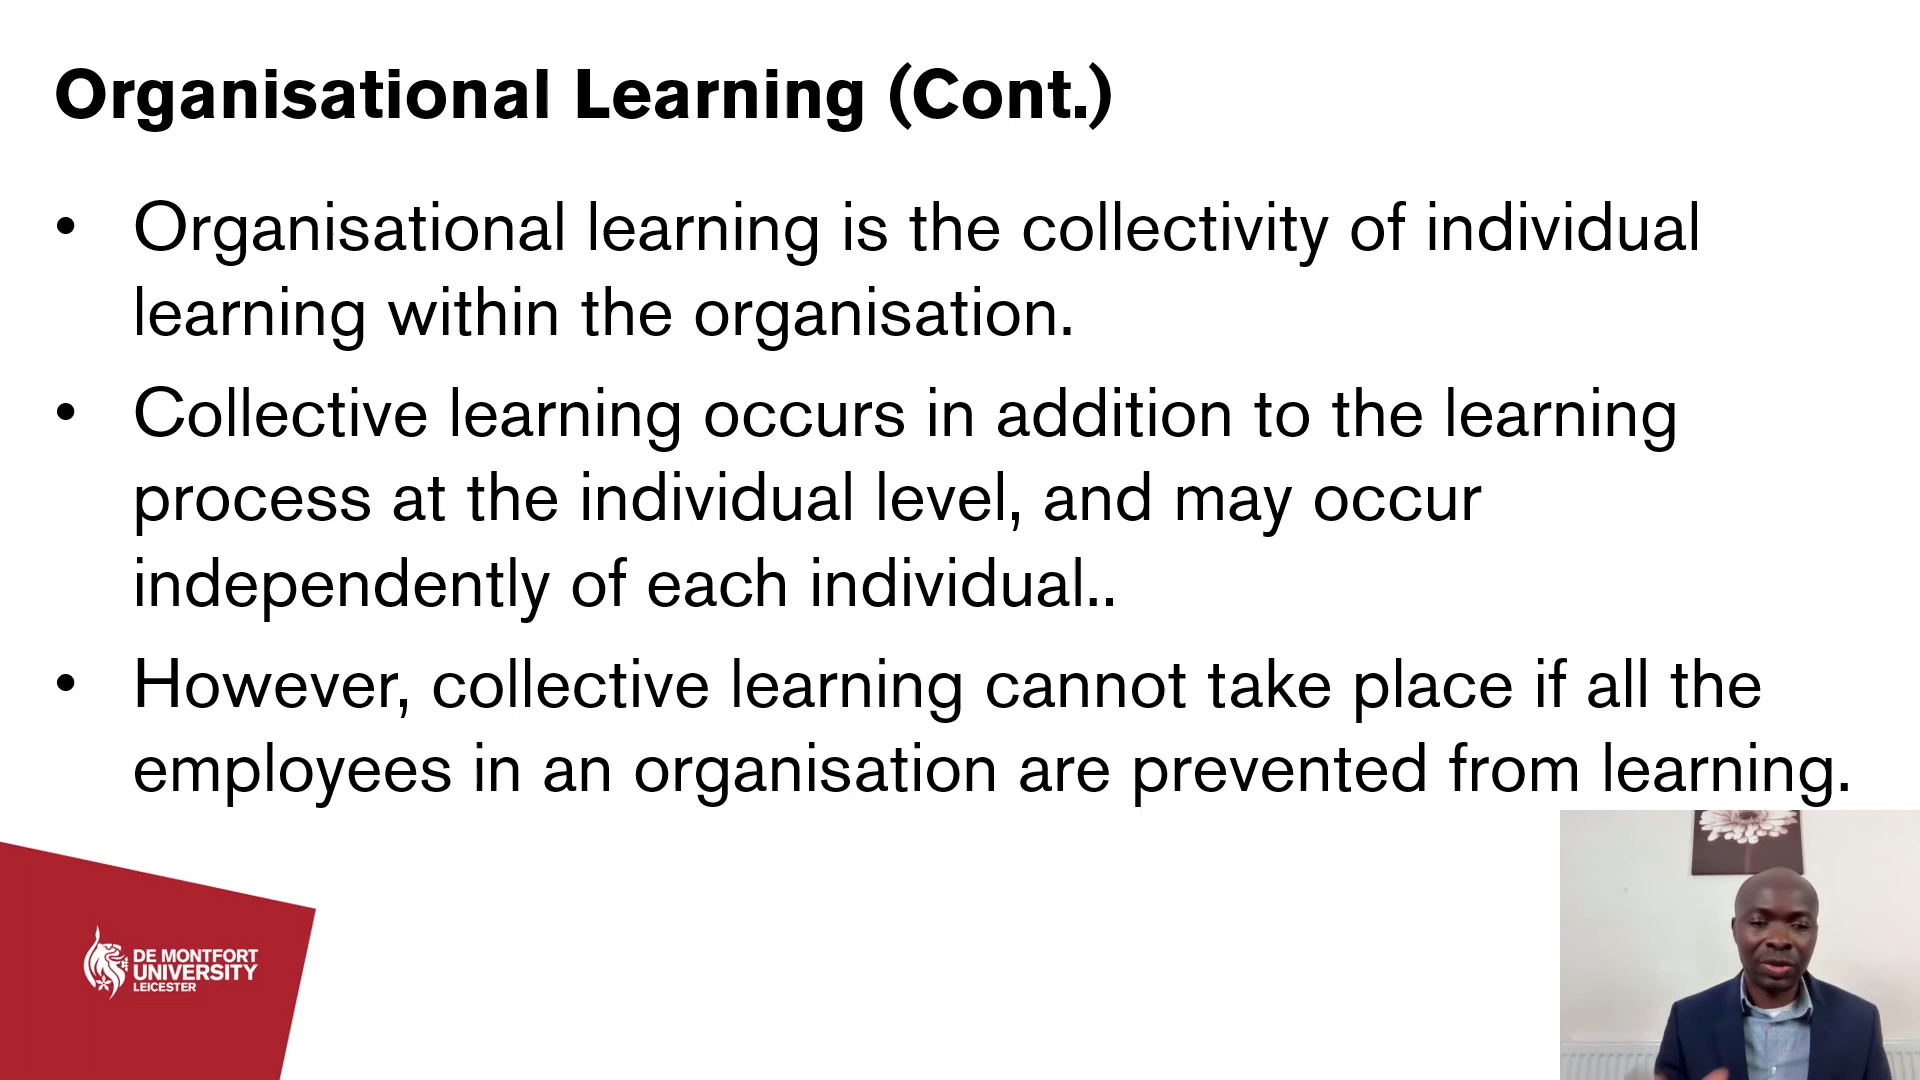 Organisational Learning (Cont.)
• Organisational learning is the collectivity of individual
learning within the organisation.
• Collective learning occurs in addition to the learning
process at the individual level, and may occur
independently of each individual..
• However, collective learning cannot take place if all the
employees in an organisation are prevented from learning.
DE MONTFORT
UNIVERSITY
LEICESTER